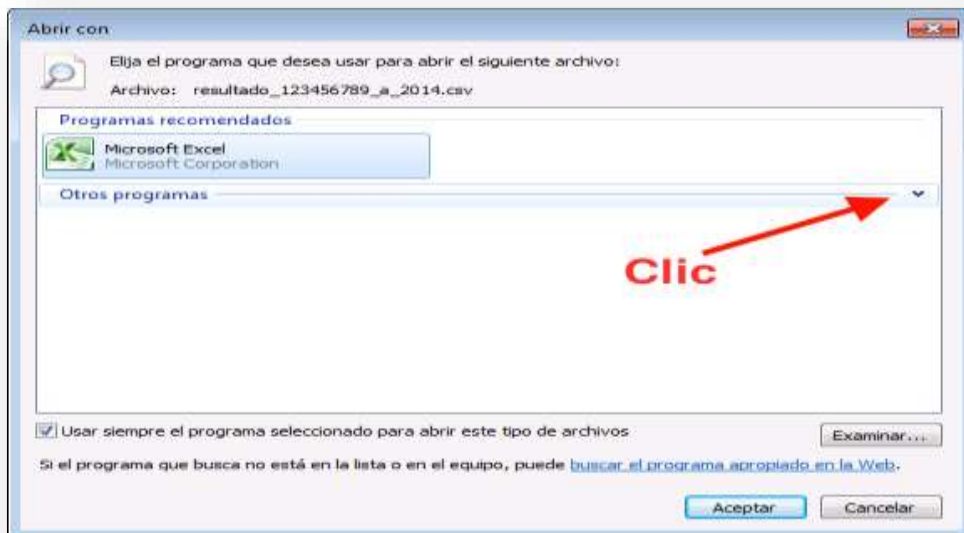 Abrir con
Elija el programa que desea usar para abrir el siguiente archivo:
Archivo: resultado_123456789_a_2014.csv
Programas recomendados
Microsoft Excel
Microsoft Corporation
Otros programas
Clic
Usar siempre el programa seleccionado para abrir este tipo de archivos
Examinar...
Si el programa que busca no está en la lista o en el equipo, puede buscar el programa apropiado en la Web.
Aceptar
Cancelar